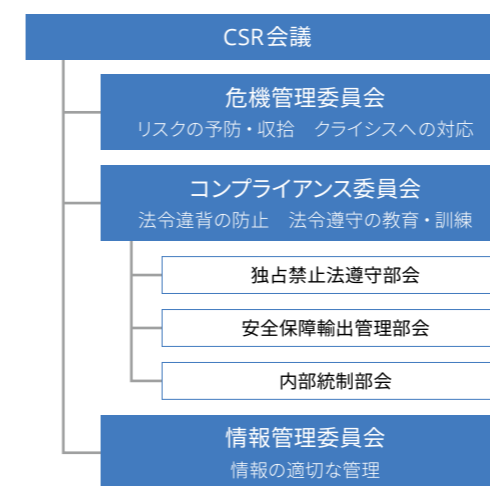 CSR会議
危機管理委員会
リスクの予防・収拾　クライシスへの対応
コンプライアンス委員会
法令違背の防止　法令遵守の教育・訓練
独占禁止法遵守部会
安全保障輸出管理部会
内部統制部会
情報管理委員会
情報の適切な管理